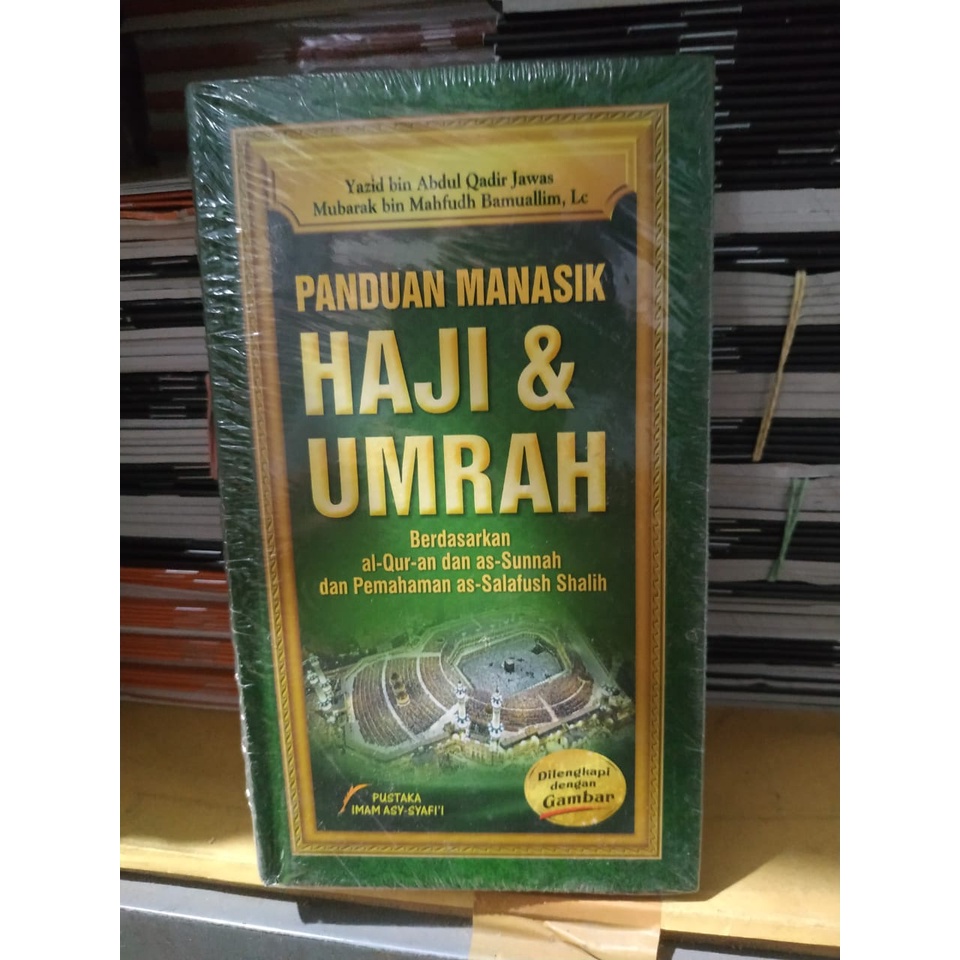 Yazid bin Abdul Qadir Jawas
Mubarak bin Mahfudh Bamuallim, Lc
PANDUAN MANASIK
HAJI &
UMRAH
Berdasarkan
al-Qur-an dan as-Sunnah
dan Pemahaman as-Salafush Shalih
Dilengkapi
dengan
Gambar
PUSTAKA
IMAM ASY-SYAFI'I